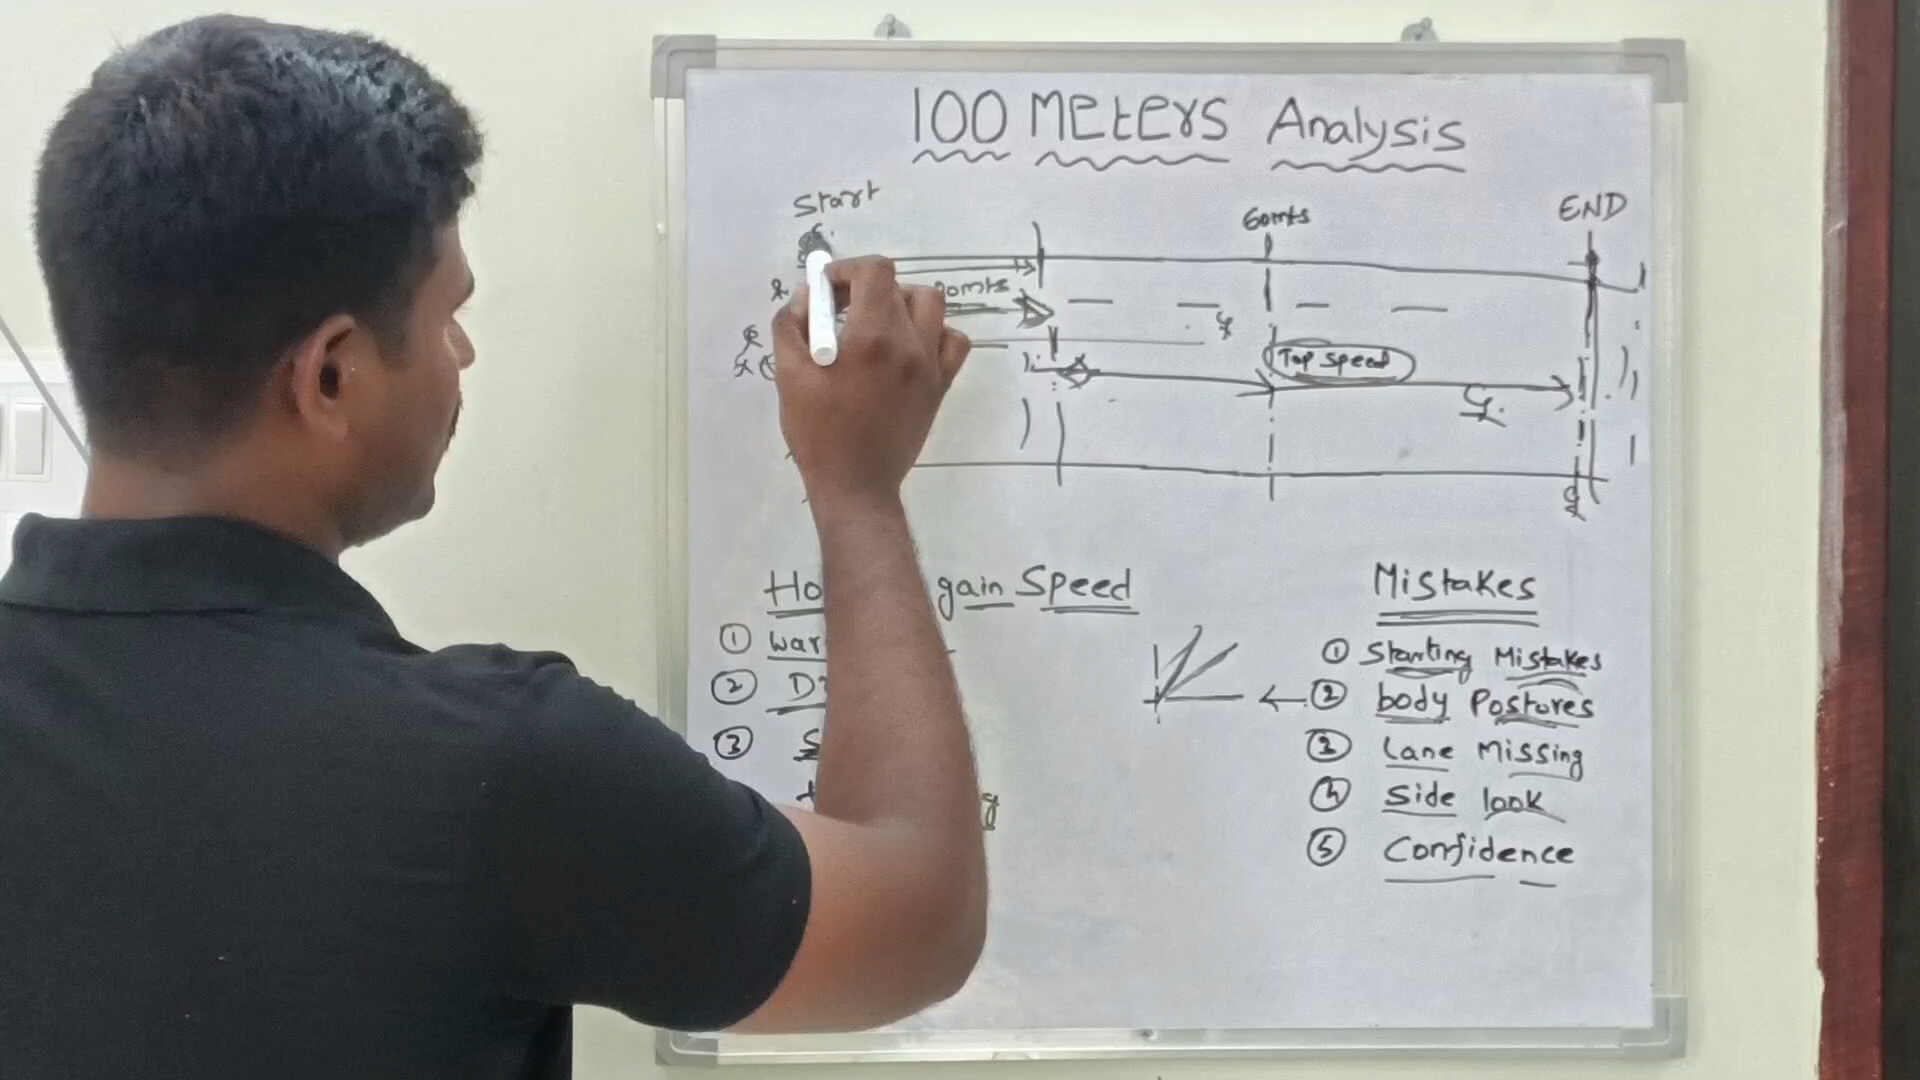 100 Meters Analysis
Start
60mts
END
Top Speed
gain Speed
①
②
③
Mistakes
① Starting Mistakes
② body Postures
③ Lane Missing
④ Side look
⑤ Confidence